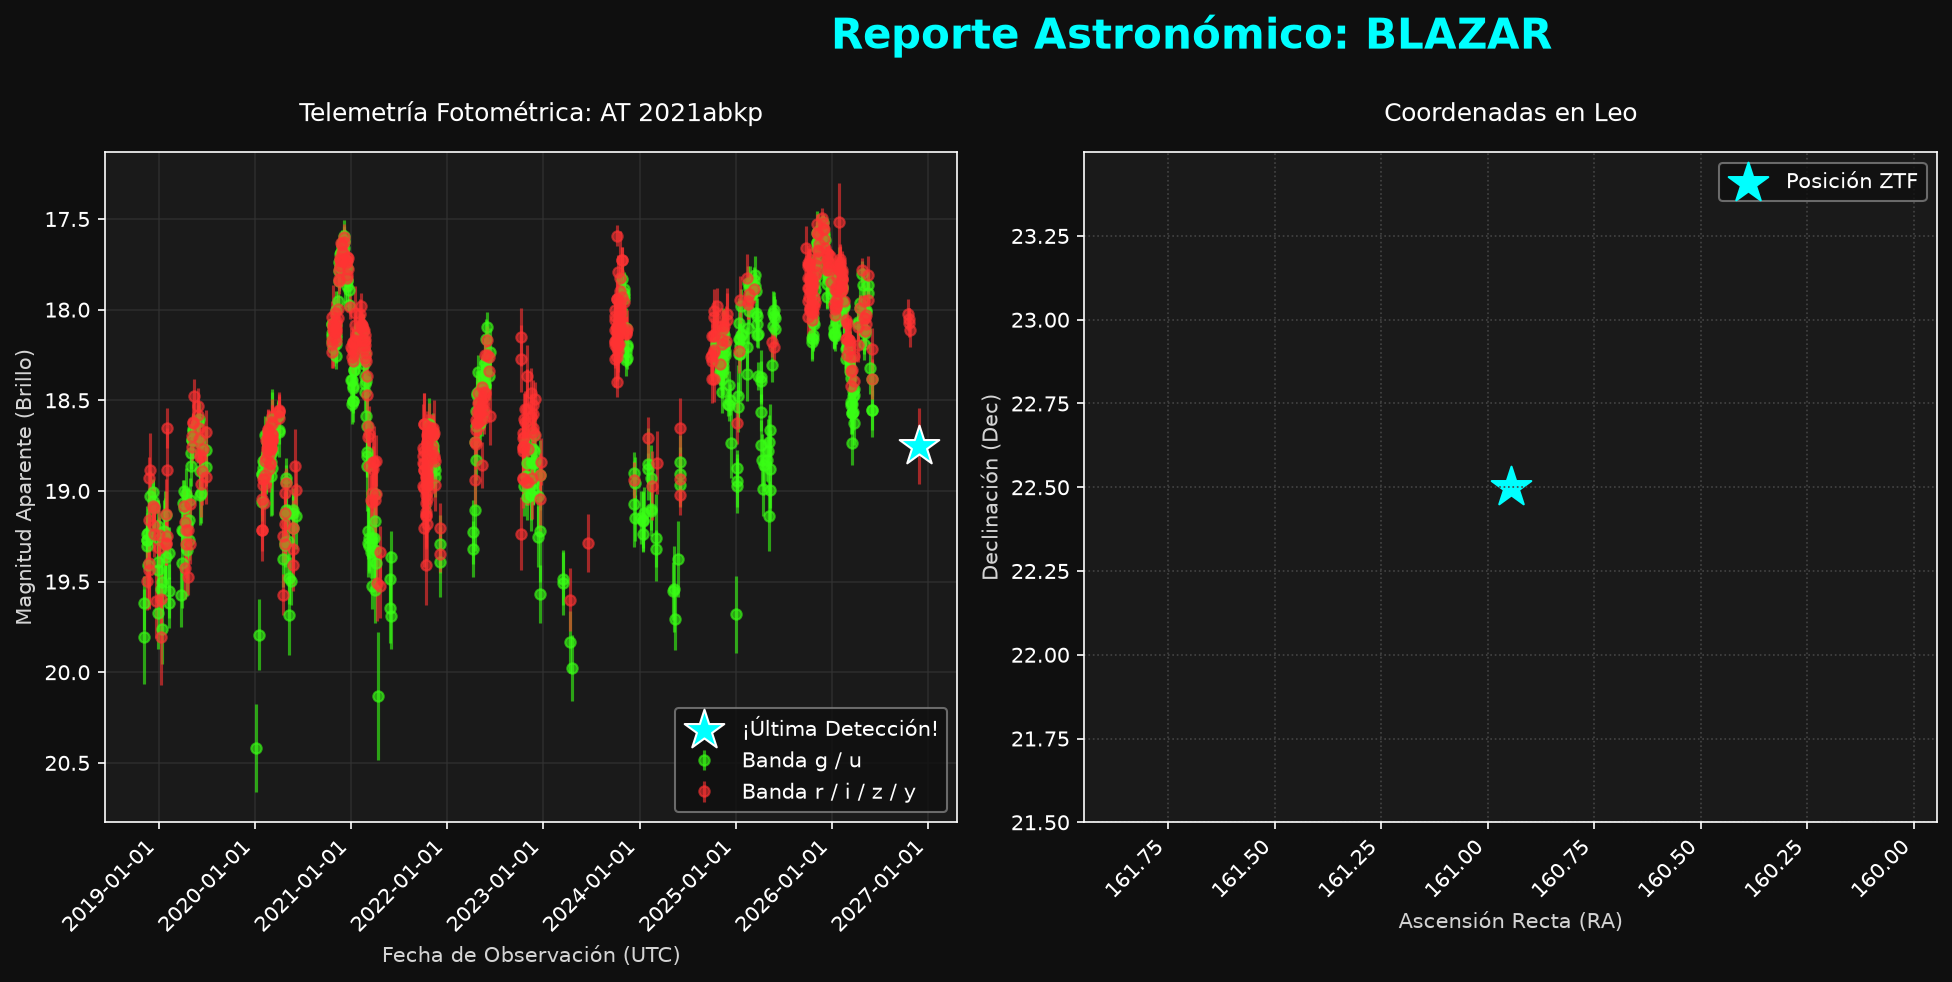 Reporte Astronómico: BLAZAR
Telemetría Fotométrica: AT 2021abkp
Magnitud Aparente (Brillo)
17.5
18.0
18.5
19.0
19.5
20.0
20.5
¡Última Detección!
Banda g / u
Banda r / i / z / y
2019-01-01
2020-01-01
2021-01-01
2022-01-01
2023-01-01
2024-01-01
2025-01-01
2026-01-01
2027-01-01
Fecha de Observación (UTC)
Coordenadas en Leo
Posición ZTF
Declinación (Dec)
23.25
23.00
22.75
22.50
22.25
22.00
21.75
21.50
161.75
161.50
161.25
161.00
160.75
160.50
160.25
160.00
Ascensión Recta (RA)